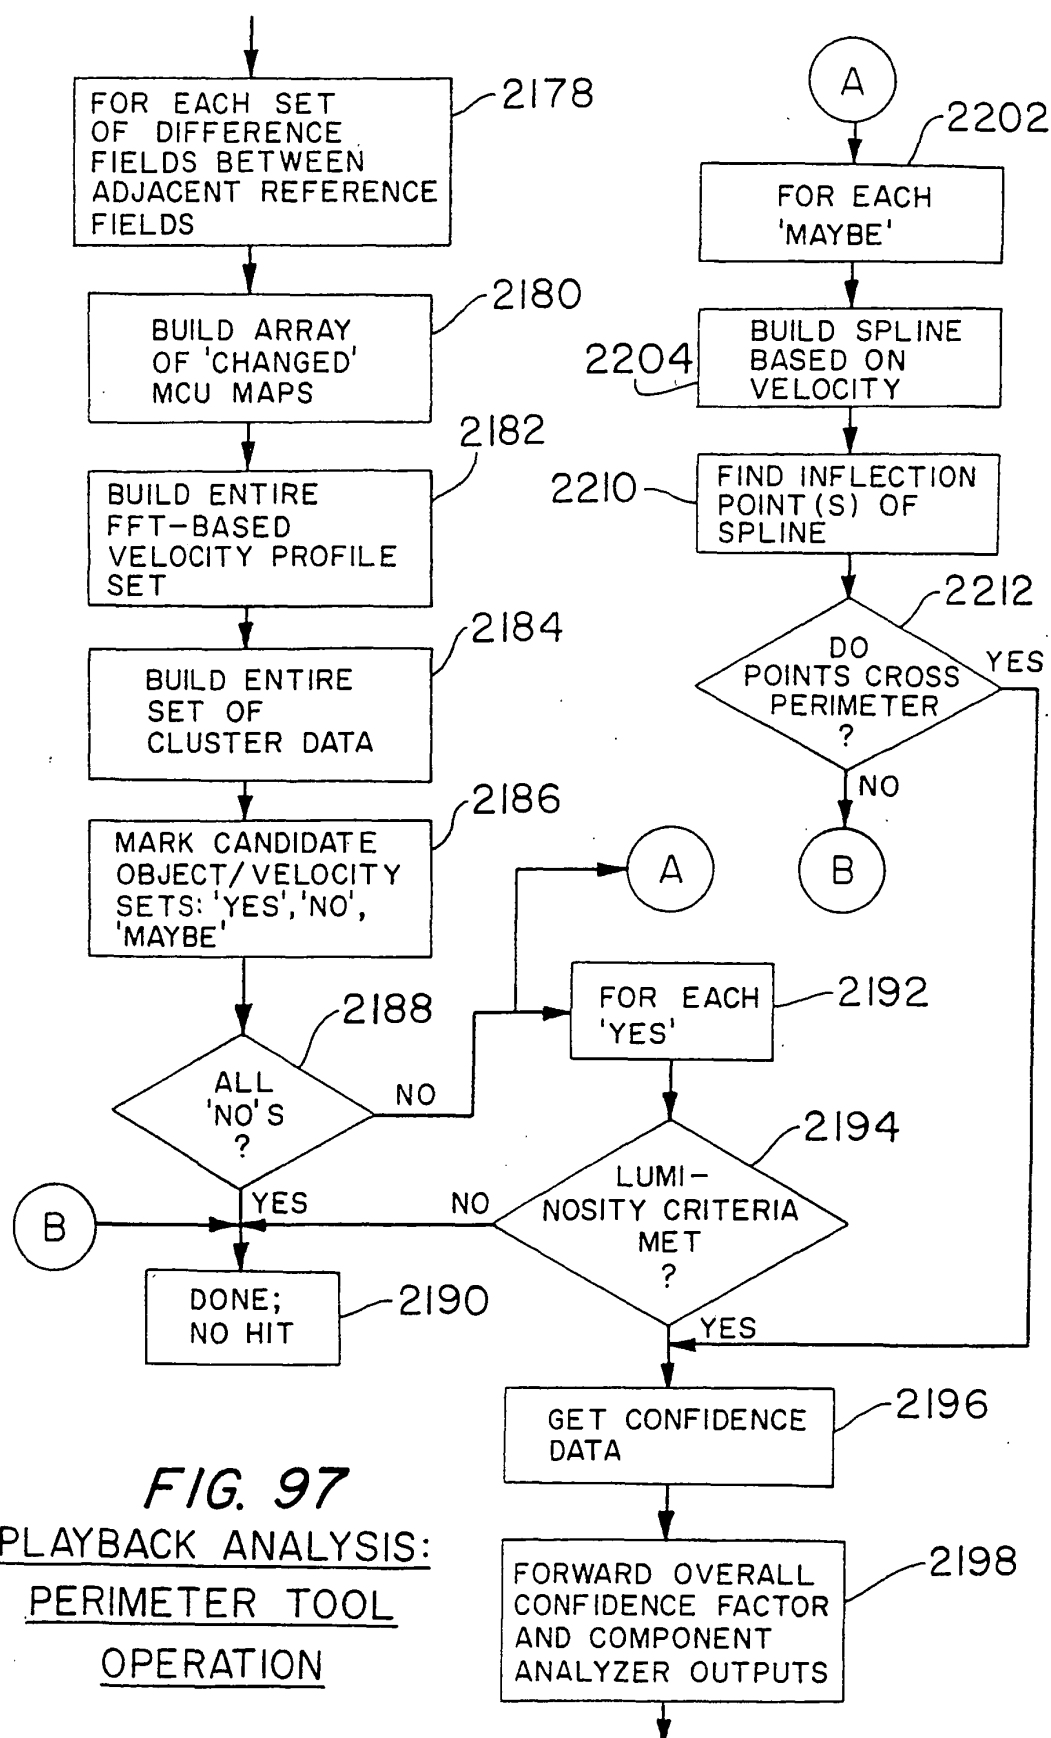 FOR EACH SET
OF DIFFERENCE
FIELDS BETWEEN
ADJACENT REFERENCE
FIELDS
2178
BUILD ARRAY
OF 'CHANGED'
MCU MAPS
2180
BUILD ENTIRE
FFT-BASED
VELOCITY PROFILE
SET
2182
BUILD ENTIRE
SET OF
CLUSTER DATA
2184
MARK CANDIDATE
OBJECT/VELOCITY
SETS: 'YES', 'NO',
'MAYBE'
2186
ALL
'NO'S
?
2188
NO
YES
B
DONE;
NO HIT
2190
A
FOR EACH
'YES'
2192
LUMI-
NOSITY CRITERIA
MET
?
2194
NO
YES
GET CONFIDENCE
DATA
2196
FORWARD OVERALL
CONFIDENCE FACTOR
AND COMPONENT
ANALYZER OUTPUTS
2198
A
FOR EACH
'MAYBE'
2202
BUILD SPLINE
BASED ON
VELOCITY
2204
FIND INFLECTION
POINT(S) OF
SPLINE
2210
DO
POINTS CROSS
PERIMETER
?
2212
YES
NO
B
FIG. 97
PLAYBACK ANALYSIS:
PERIMETER TOOL
OPERATION